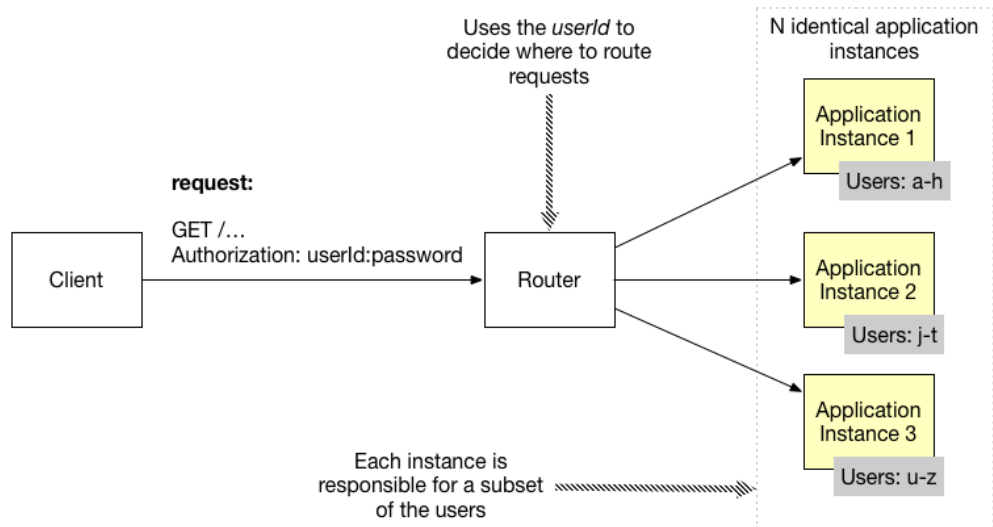 Uses the userId to
decide where to route
requests
N identical application
instances
Application
Instance 1
Users: a-h
request:
GET /…
Authorization: userId:password
Client
Router
Application
Instance 2
Users: j-t
Application
Instance 3
Users: u-z
Each instance is
responsible for a subset
of the users